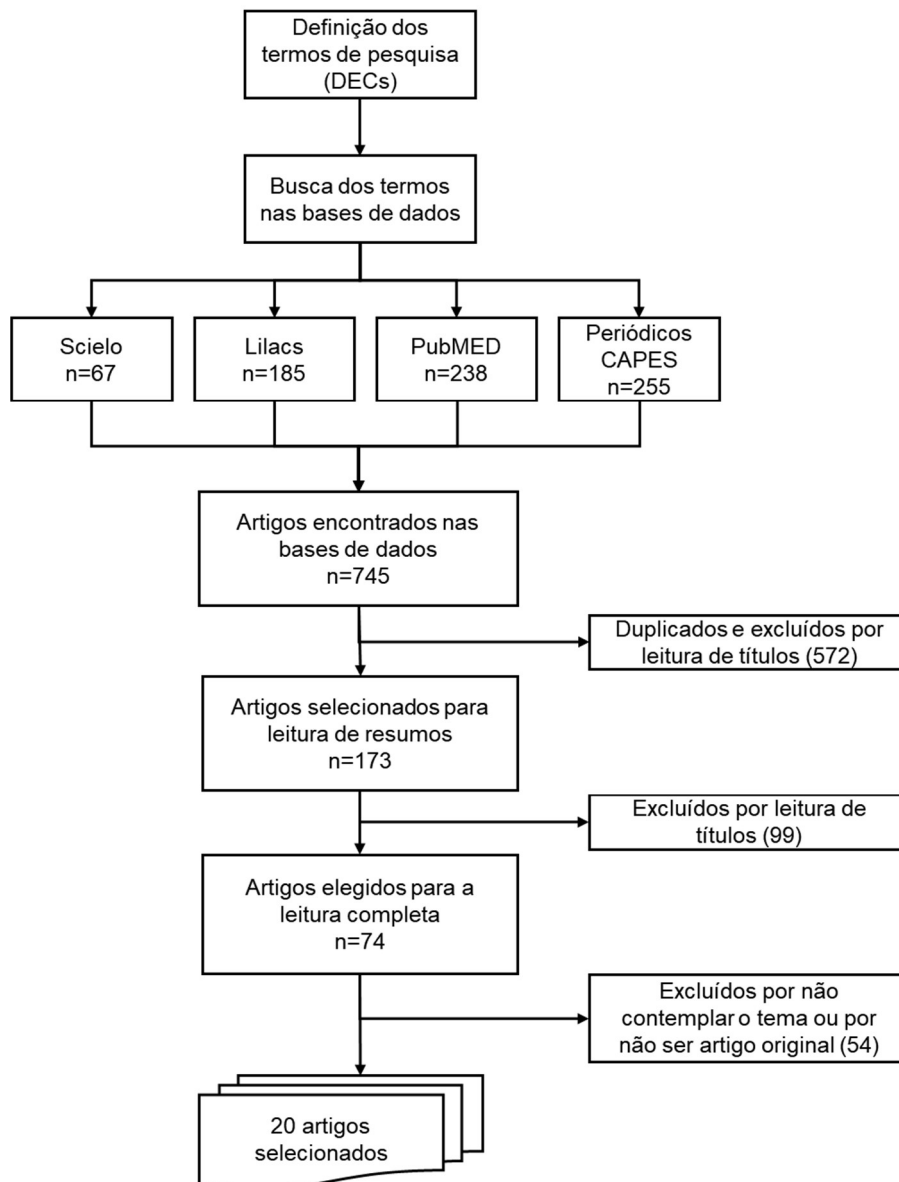 Definição dos
termos de pesquisa
(DECs)
Busca dos termos
nas bases de dados
Scielo
n=67
Lilacs
n=185
PubMED
n=238
Periódicos
CAPES
n=255
Artigos encontrados nas
bases de dados
n=745
Duplicados e excluídos por
leitura de títulos (572)
Artigos selecionados para
leitura de resumos
n=173
Excluídos por leitura de
títulos (99)
Artigos elegidos para a
leitura completa
n=74
Excluídos por não
contemplar o tema ou por
não ser artigo original (54)
20 artigos
selecionados